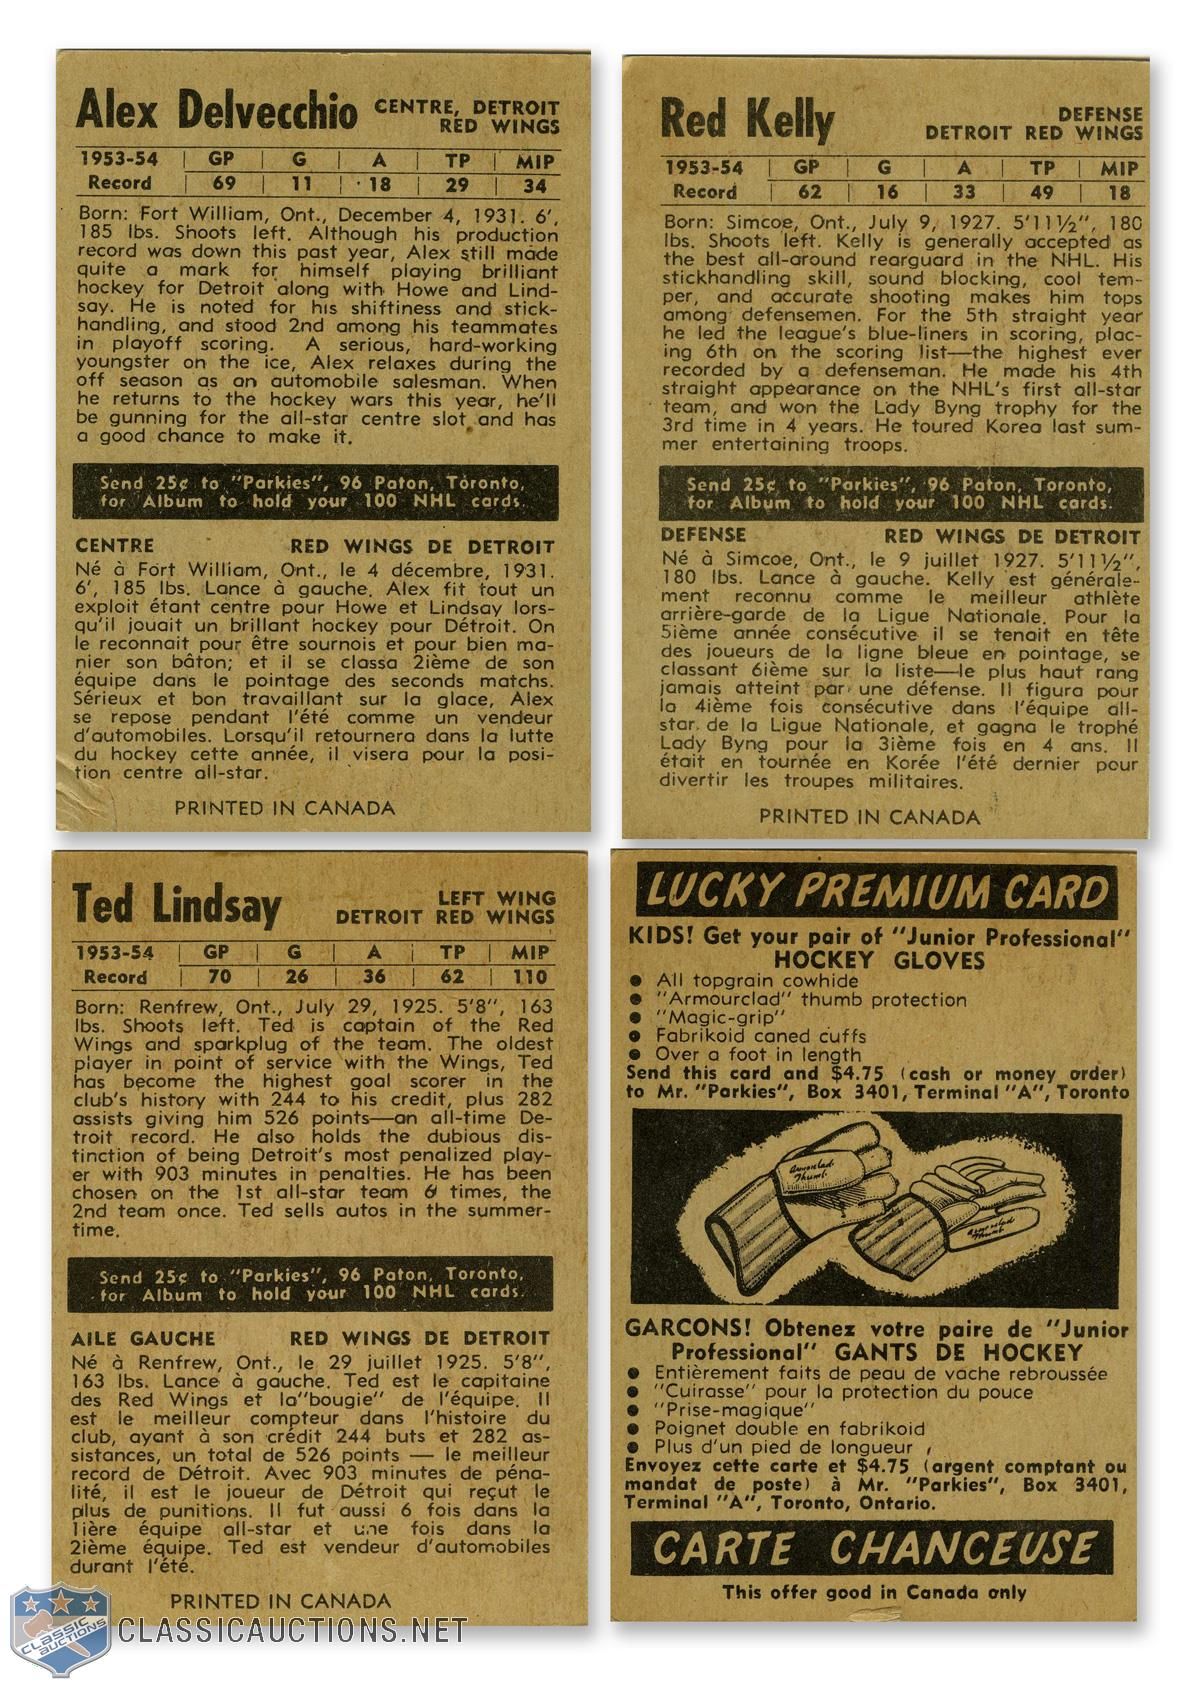 Alex Delvecchio CENTRE, DETROIT
RED WINGS
1953-54 | GP | G | A | TP | MIP
Record | 69 | 11 | 18 | 29 | 34
Born: Fort William, Ont., December 4, 1931. 6',
185 lbs. Shoots left. Although his production
record was down this past year, Alex still made
quite a mark for himself playing brilliant
hockey for Detroit along with Howe and Lind-
say. He is noted for his shiftiness and stick-
handling, and stood 2nd among his teammates
in playoff scoring. A serious, hard-working
youngster on the ice, Alex relaxes during the
off season as an automobile salesman. When
he returns to the hockey wars this year, he'll
be gunning for the all-star centre slot and has
a good chance to make it.
Send 25¢ to "Parkies", 96 Paton, Toronto,
for Album to hold your 100 NHL cards.
CENTRE RED WINGS DE DETROIT
Né à Fort William, Ont., le 4 décembre, 1931.
6', 185 lbs. Lance à gauche. Alex fit tout un
exploit étant centre pour Howe et Lindsay lors-
qu'il jouait un brillant hockey pour Détroit. On
le reconnait pour être sournois et pour bien ma-
nier son bâton; et il se classa 2ième de son
équipe dans le pointage des seconds matchs.
Sérieux et bon travaillant sur la glace, Alex
se repose pendant l'été comme un vendeur
d'automobiles. Lorsqu'il retournera dans la lutte
du hockey cette année, il visera pour la posi-
tion centre all-star.
PRINTED IN CANADA
Red Kelly DEFENSE
DETROIT RED WINGS
1953-54 | GP | G | A | TP | MIP
Record | 62 | 16 | 33 | 49 | 18
Born: Simcoe, Ont., July 9, 1927. 5'11½", 180
lbs. Shoots left. Kelly is generally accepted as
the best all-around rearguard in the NHL. His
stickhandling skill, sound blocking, cool tem-
per, and accurate shooting makes him tops
among defensemen. For the 5th straight year
he led the league's blue-liners in scoring, plac-
ing 6th on the scoring list—the highest ever
recorded by a defenseman. He made his 4th
straight appearance on the NHL's first all-star
team, and won the Lady Byng trophy for the
3rd time in 4 years. He toured Korea last sum-
mer entertaining troops.
Send 25¢ to "Parkies", 96 Paton, Toronto,
for Album to hold your 100 NHL cards.
DEFENSE RED WINGS DE DETROIT
Né à Simcoe, Ont., le 9 juillet 1927. 5'11½",
180 lbs. Lance à gauche. Kelly est générale-
ment reconnu comme le meilleur athlète
arrière-garde de la Ligue Nationale. Pour la
5ième année consécutive il se tenait en tête
des joueurs de la ligne bleue en pointage, se
classant 6ième sur la liste—le plus haut rang
jamais atteint par une défense. Il figura pour
la 4ième fois consécutive dans l'équipe all-
star de la Ligue Nationale, et gagna le trophé
Lady Byng pour la 3ième fois en 4 ans. Il
était en tournée en Korée l'été dernier pour
divertir les troupes militaires.
PRINTED IN CANADA
Ted Lindsay LEFT WING
DETROIT RED WINGS
1953-54 | GP | G | A | TP | MIP
Record | 70 | 26 | 36 | 62 | 110
Born: Renfrew, Ont., July 29, 1925. 5'8", 163
lbs. Shoots left. Ted is captain of the Red
Wings and sparkplug of the team. The oldest
player in point of service with the Wings, Ted
has become the highest goal scorer in the
club's history with 244 to his credit, plus 282
assists giving him 526 points—an all-time De-
troit record. He also holds the dubious dis-
tinction of being Detroit's most penalized play-
er with 903 minutes in penalties. He has been
chosen on the 1st all-star team 6 times, the
2nd team once. Ted sells autos in the summer-
time.
Send 25¢ to "Parkies", 96 Paton, Toronto,
for Album to hold your 100 NHL cards.
AILE GAUCHE RED WINGS DE DETROIT
Né à Renfrew, Ont., le 29 juillet 1925. 5'8",
163 lbs. Lance à gauche. Ted est le capitaine
des Red Wings et la"bougie" de l'équipe. Il
est le meilleur compteur dans l'histoire du
club, ayant à son crédit 244 buts et 282 as-
sistances, un total de 526 points — le meilleur
record de Détroit. Avec 903 minutes de péna-
lité, il est le joueur de Détroit qui reçut le
plus de punitions. Il fut aussi 6 fois dans la
1ière équipe all-star et une fois dans la
2ième équipe. Ted est vendeur d'automobiles
durant l'été.
PRINTED IN CANADA
LUCKY PREMIUM CARD
KIDS! Get your pair of "Junior Professional"
HOCKEY GLOVES
● All topgrain cowhide
● "Armourclad" thumb protection
● "Magic-grip"
● Fabrikoid caned cuffs
● Over a foot in length
Send this card and $4.75 (cash or money order)
to Mr. "Parkies", Box 3401, Terminal "A", Toronto
Armorclad
Thumb
Armorclad
Thumb
GARCONS! Obtenez votre paire de "Junior
Professional" GANTS DE HOCKEY
● Entièrement faits de peau de vache rebroussée
● "Cuirasse" pour la protection du pouce
● "Prise-magique"
● Poignet double en fabrikoid
● Plus d'un pied de longueur
Envoyez cette carte et $4.75 (argent comptant ou
mandat de poste) à Mr. "Parkies", Box 3401,
Terminal "A", Toronto, Ontario.
CARTE CHANCEUSE
This offer good in Canada only
CLASSIC
AUCTIONS
CLASSICAUCTIONS.NET